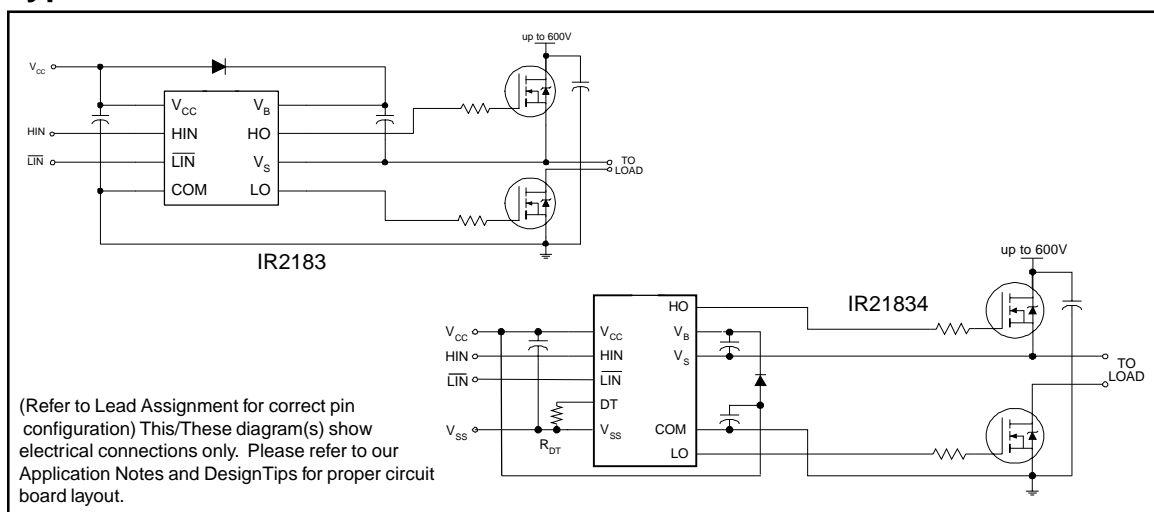 up to 600V
VCC
VCC
VB
HIN
HIN
HO
LIN
LIN
VS
TO
LOAD
COM
LO
IR2183
up to 600V
HO
IR21834
VCC
VCC
VB
HIN
HIN
VS
LIN
LIN
TO
LOAD
DT
VSS
VSS
COM
RDT
LO
(Refer to Lead Assignment for correct pin
configuration) This/These diagram(s) show
electrical connections only. Please refer to our
Application Notes and DesignTips for proper circuit
board layout.